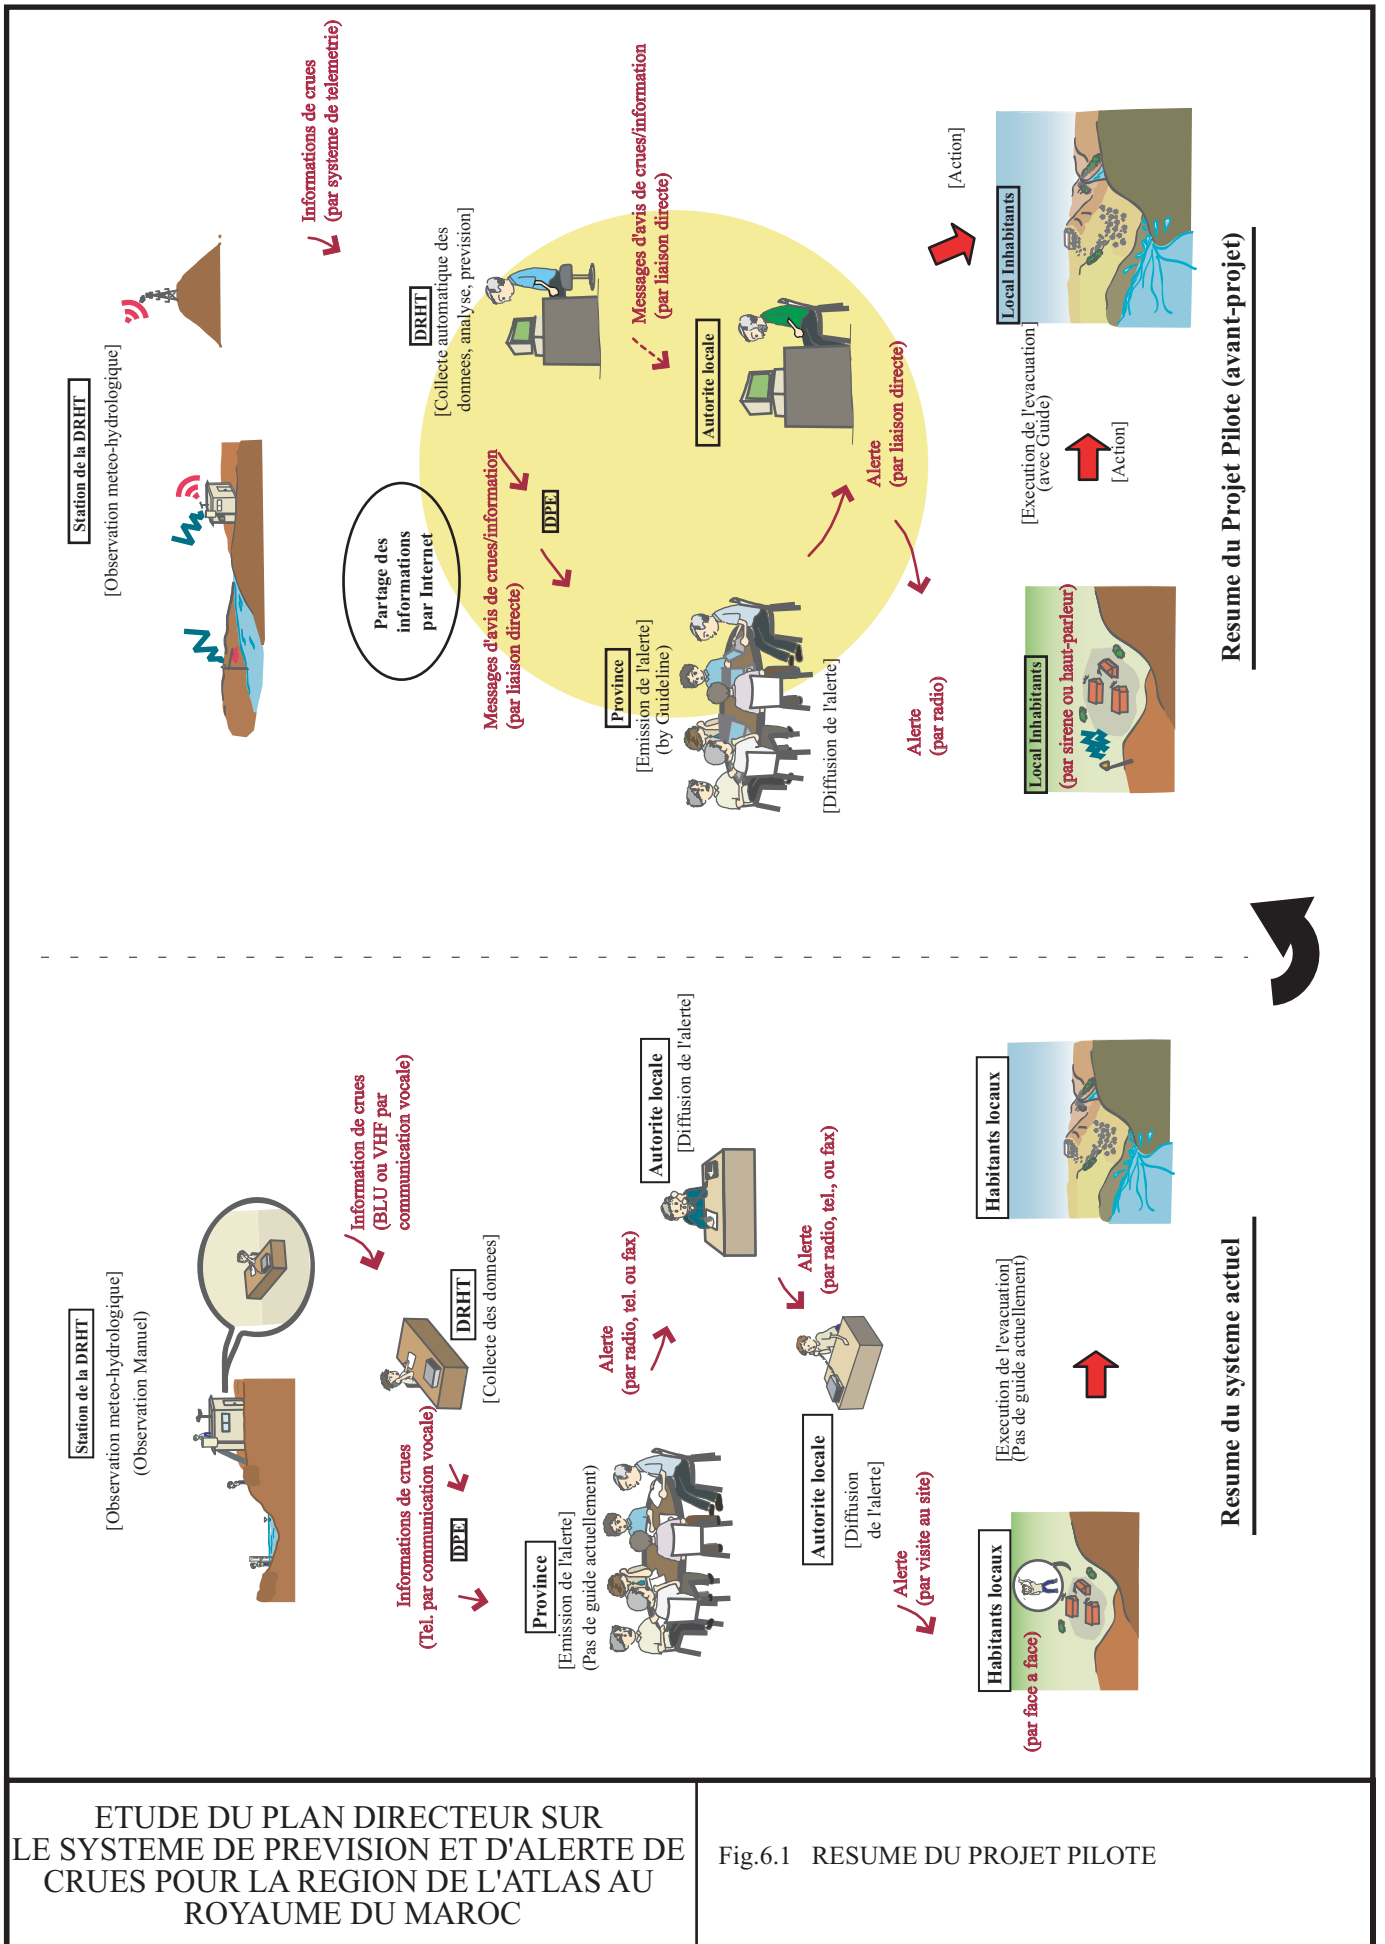 Station de la DRHT
[Observation meteo-hydrologique]
(Observation Manuel)
Information de crues
(BLU ou VHF par
communication vocale)
DRHT
[Collecte des donnees]
Informations de crues
(Tel. par communication vocale)
DPE
Province
[Emission de l'alerte]
(Pas de guide actuellement)
Alerte
(par radio, tel. ou fax)
Autorite locale
[Diffusion de l'alerte]
Alerte
(par radio, tel., ou fax)
Autorite locale
[Diffusion
de l'alerte]
Alerte
(par visite au site)
Habitants locaux
(par face a face)
[Execution de l'evacuation]
(Pas de guide actuellement)
Habitants locaux
Resume du systeme actuel
Station de la DRHT
[Observation meteo-hydrologique]
Informations de crues
(par systeme de telemetrie)
Partage des
informations
par Internet
DRHT
[Collecte automatique des
donnees, analyse, prevision]
Messages d'avis de crues/information
(par liaison directe)
DPE
Messages d'avis de crues/information
(par liaison directe)
Province
[Emission de l'alerte]
(by Guideline)
[Diffusion de l'alerte]
Autorite locale
Alerte
(par liaison directe)
Alerte
(par radio)
Local Inhabitants
(par sirene ou haut-parleur)
[Execution de l'evacuation]
(avec Guide)
[Action]
[Action]
Local Inhabitants
Resume du Projet Pilote (avant-projet)
ETUDE DU PLAN DIRECTEUR SUR
LE SYSTEME DE PREVISION ET D'ALERTE DE
CRUES POUR LA REGION DE L'ATLAS AU
ROYAUME DU MAROC
Fig.6.1 RESUME DU PROJET PILOTE